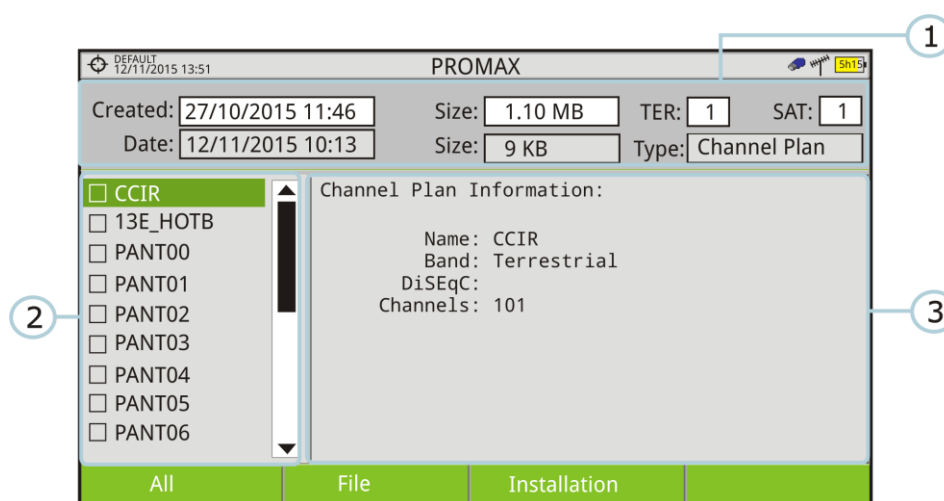 1
DEFAULT
12/11/2015 13:51
PROMAX
5h15
Created: 27/10/2015 11:46 Size: 1.10 MB TER: 1 SAT: 1
Date: 12/11/2015 10:13 Size: 9 KB Type: Channel Plan
CCIR
13E_HOTB
PANT00
PANT01
PANT02
PANT03
PANT04
PANT05
PANT06
2
Channel Plan Information:
Name: CCIR
Band: Terrestrial
DiSEqC:
Channels: 101
3
All File Installation